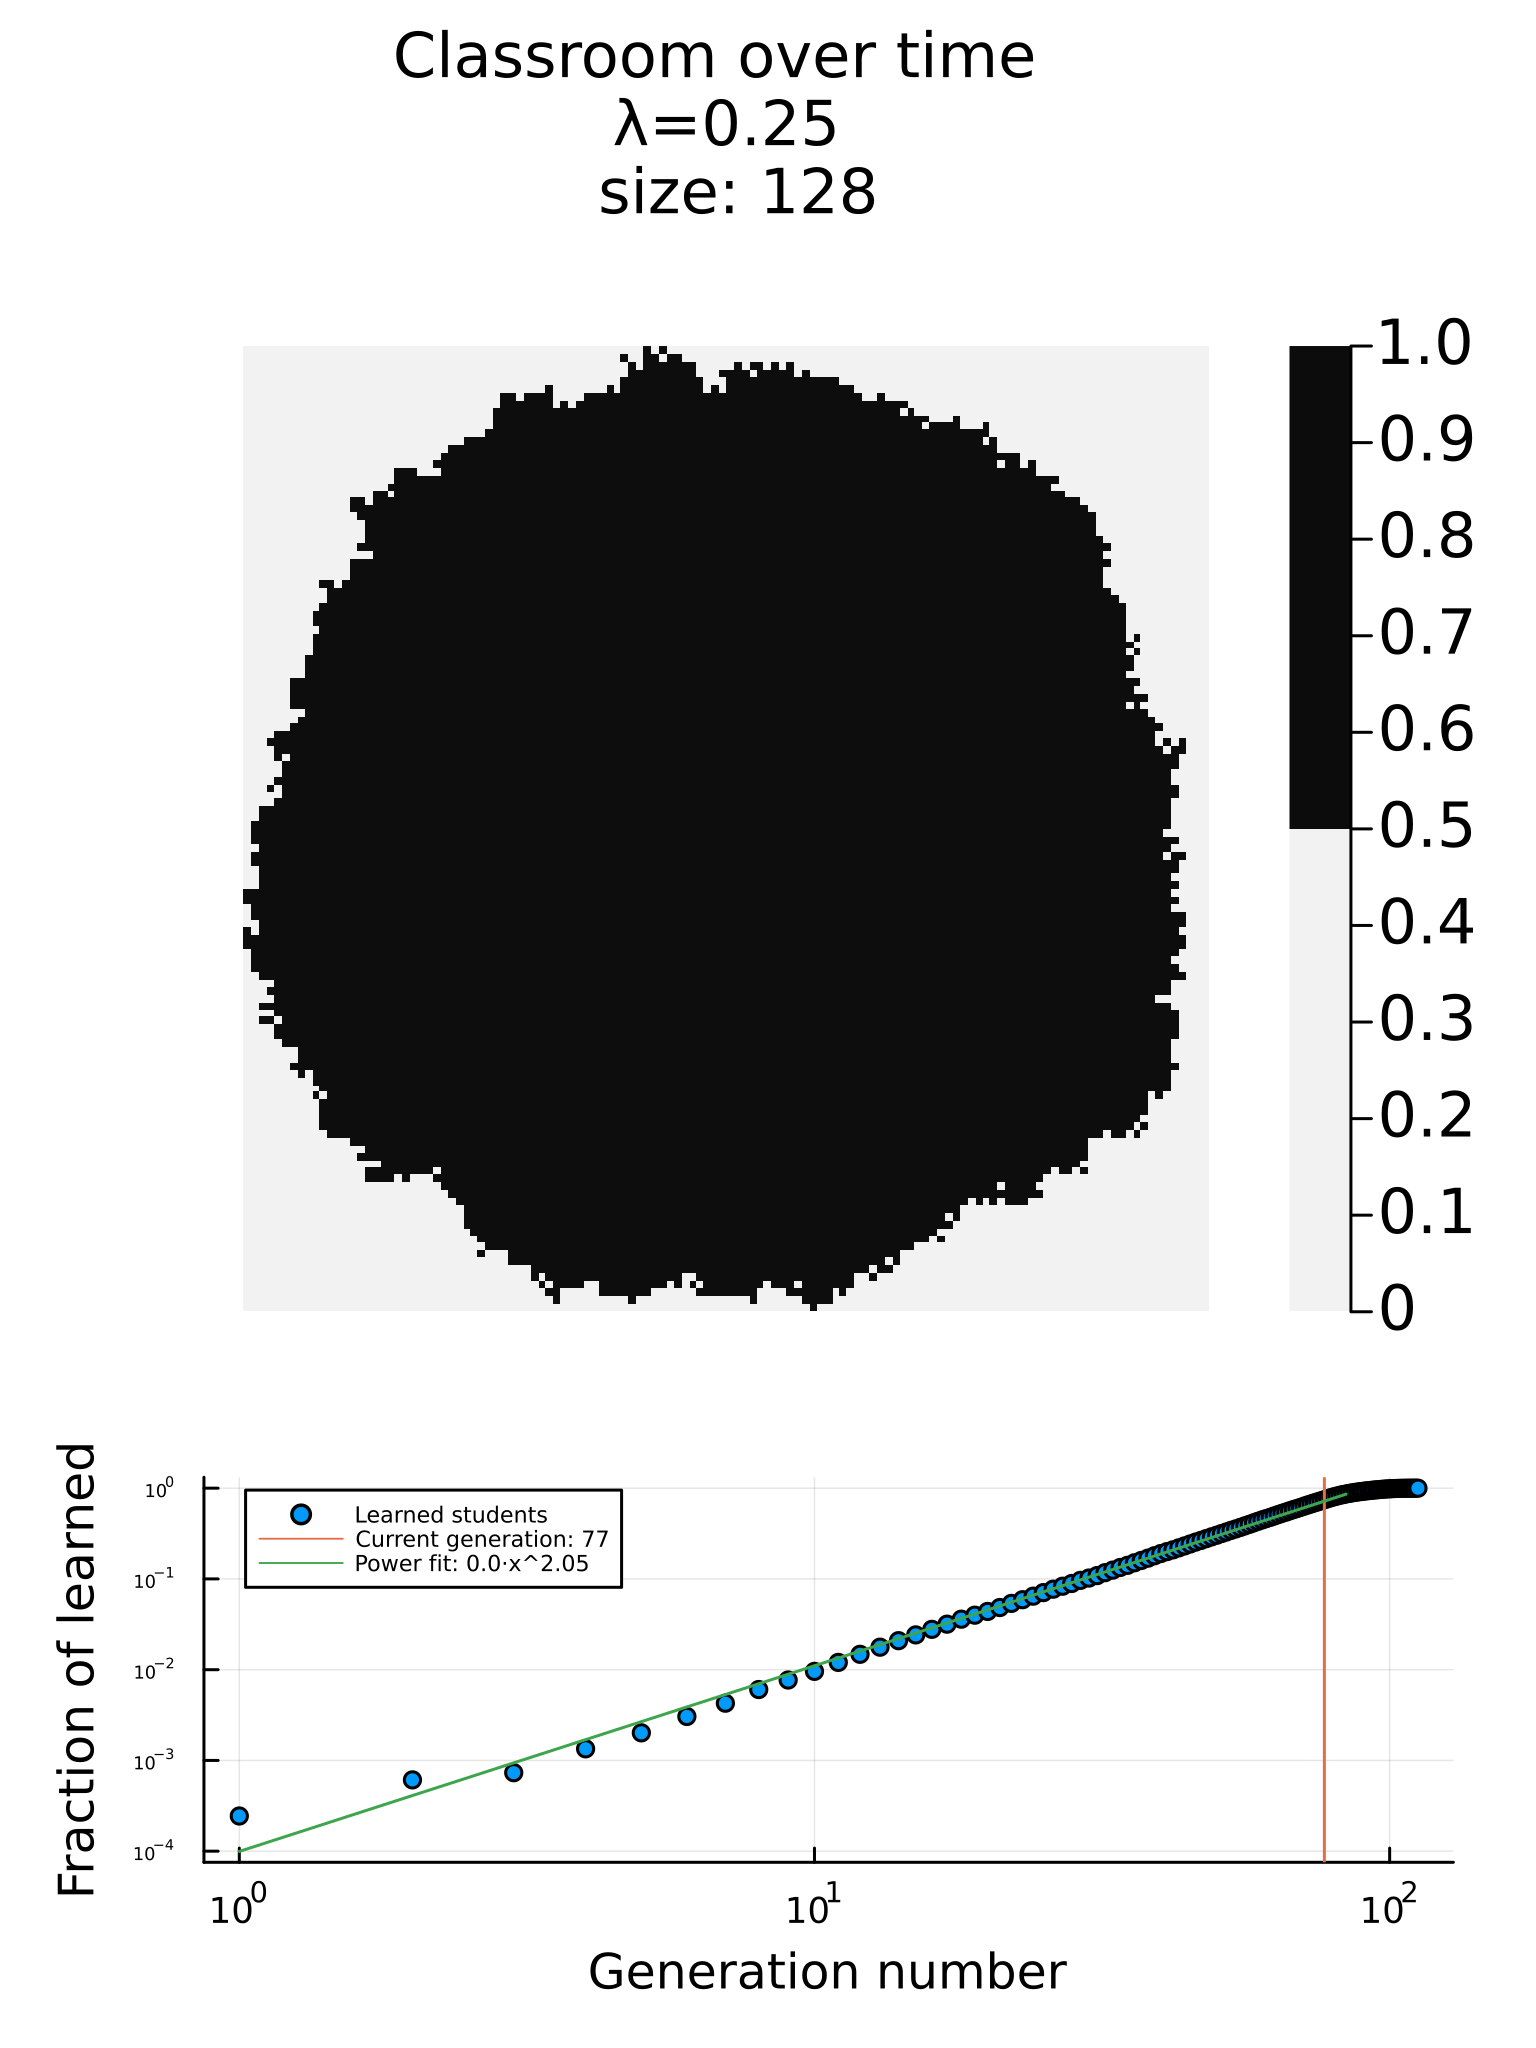 Classroom over time
λ=0.25
size: 128
1.0
0.9
0.8
0.7
0.6
0.5
0.4
0.3
0.2
0.1
0
Fraction of learned
10^0
10^-1
10^-2
10^-3
10^-4
Learned students
Current generation: 77
Power fit: 0.0·x^2.05
10^0
10^1
10^2
Generation number